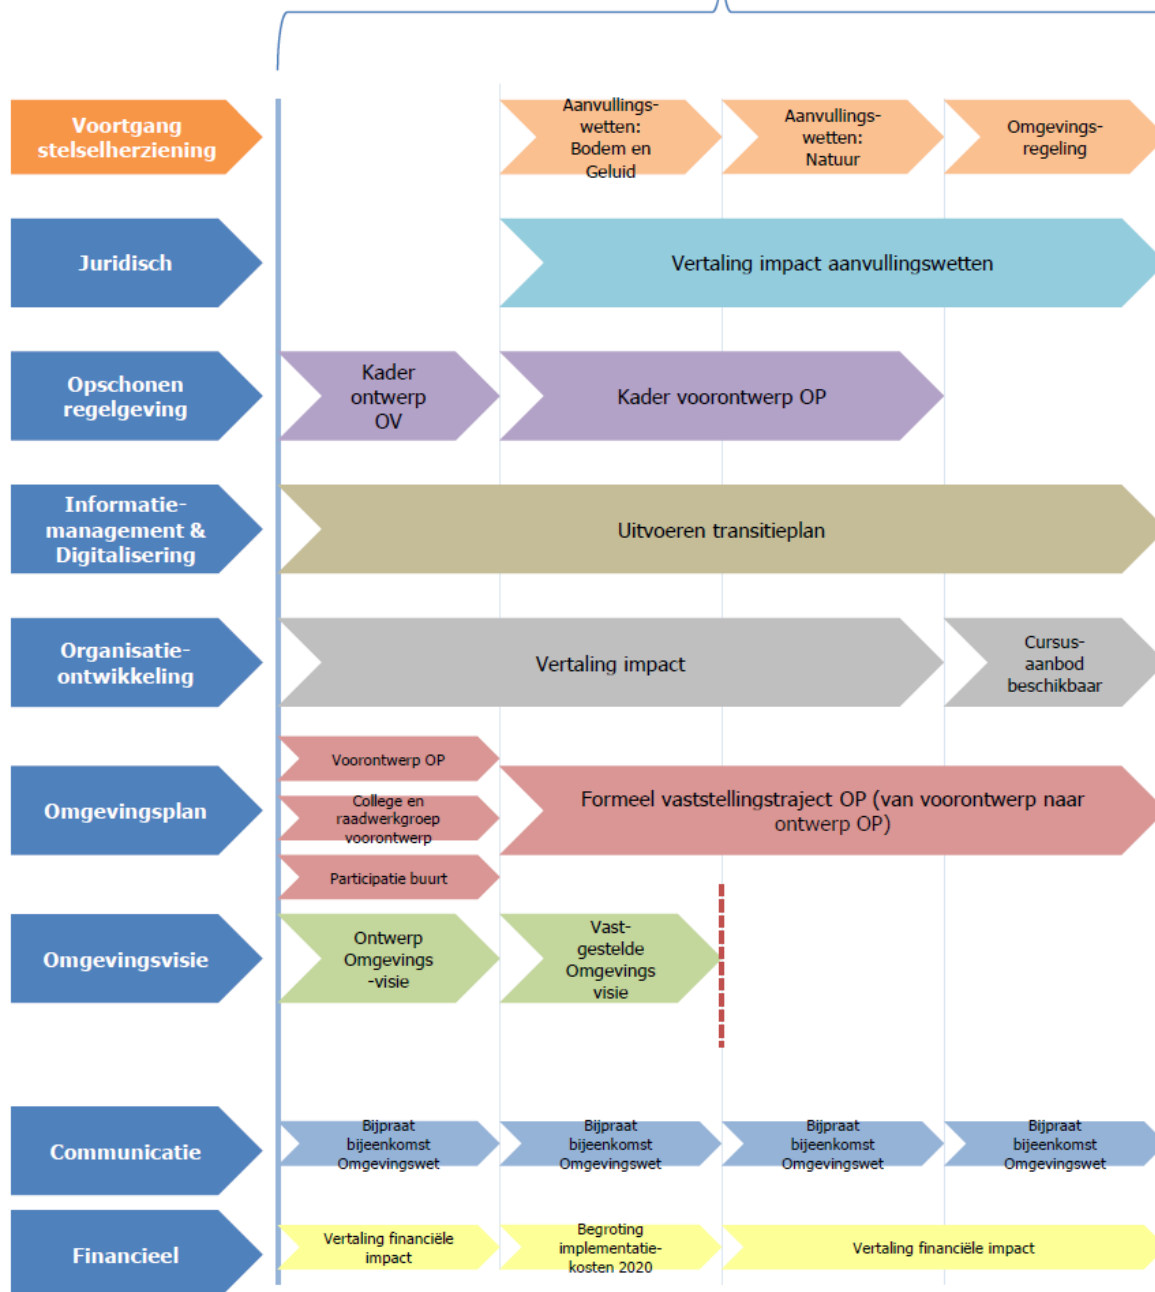 Voortgang
stelselherziening
Aanvullings-
wetten:
Bodem en
Geluid
Aanvullings-
wetten:
Natuur
Omgevings-
regeling
Juridisch
Vertaling impact aanvullingswetten
Opschonen
regelgeving
Kader
ontwerp
OV
Kader voorontwerp OP
Informatie-
management &
Digitalisering
Uitvoeren transitieplan
Organisatie-
ontwikkeling
Vertaling impact
Cursus-
aanbod
beschikbaar
Omgevingsplan
Voorontwerp OP
College en
raadwerkgroep
voorontwerp
Participatie buurt
Formeel vaststellingstraject OP (van voorontwerp naar
ontwerp OP)
Omgevingsvisie
Ontwerp
Omgevings
-visie
Vast-
gestelde
Omgevings
visie
Communicatie
Bijpraat
bijeenkomst
Omgevingswet
Bijpraat
bijeenkomst
Omgevingswet
Bijpraat
bijeenkomst
Omgevingswet
Bijpraat
bijeenkomst
Omgevingswet
Financieel
Vertaling financiële
impact
Begroting
implementatie-
kosten 2020
Vertaling financiële impact